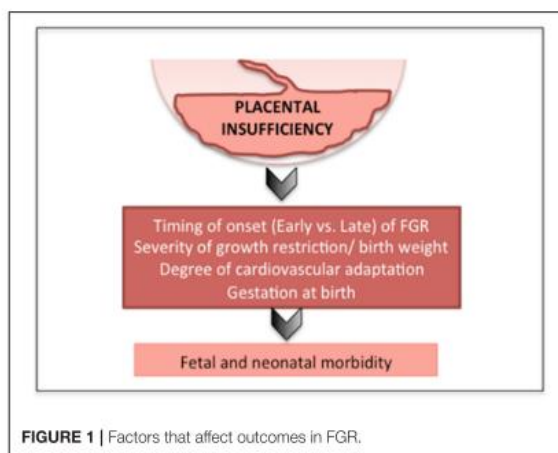 PLACENTAL
INSUFFICIENCY
Timing of onset (Early vs. Late) of FGR
Severity of growth restriction/ birth weight
Degree of cardiovascular adaptation
Gestation at birth
Fetal and neonatal morbidity
FIGURE 1 | Factors that affect outcomes in FGR.